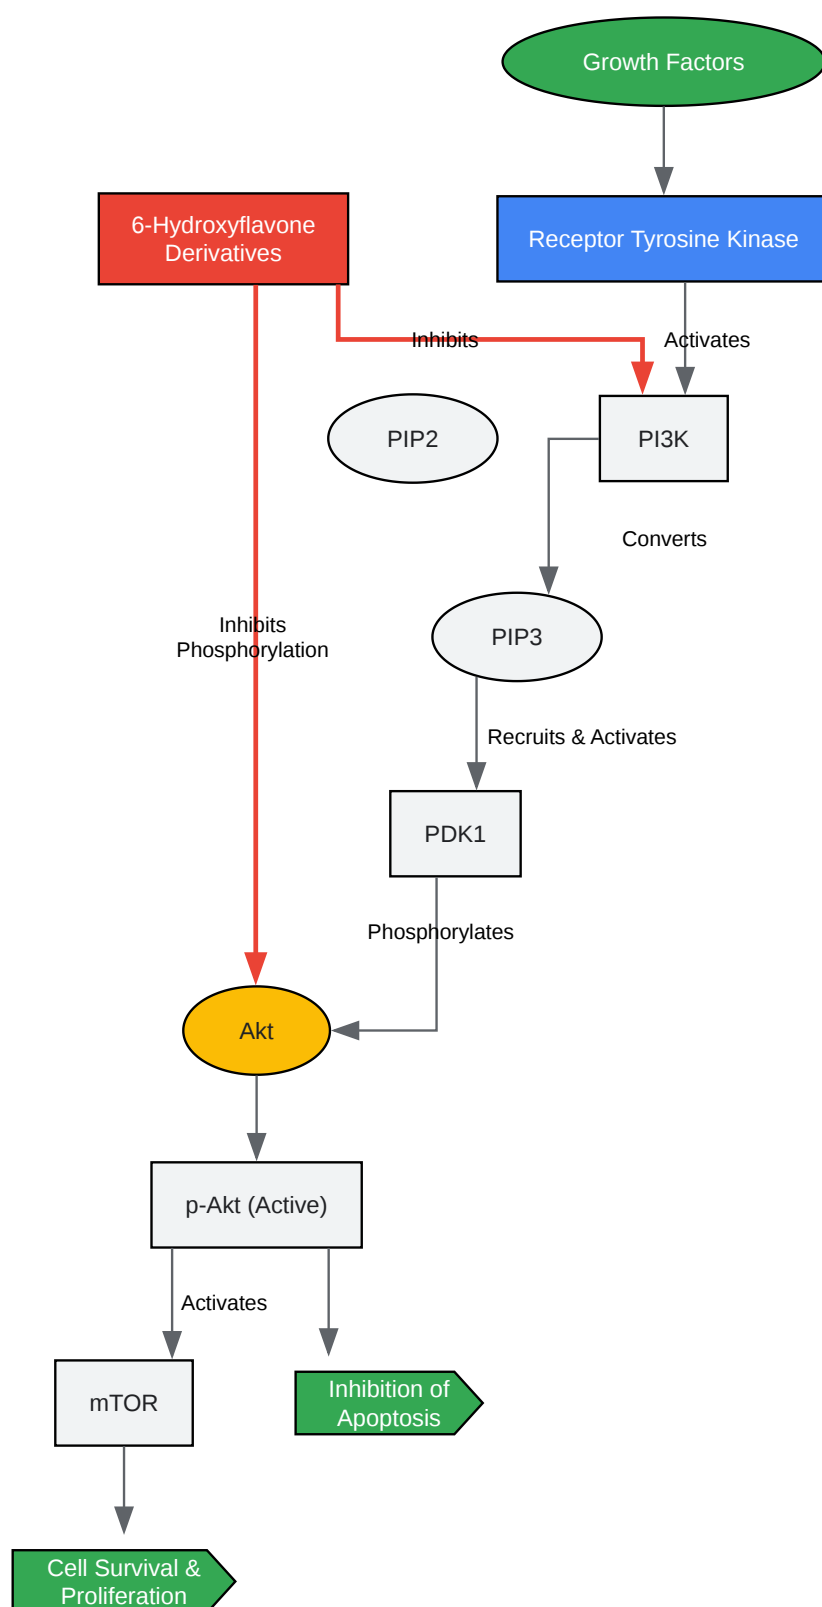 Growth Factors
6-Hydroxyflavone
Derivatives
Receptor Tyrosine Kinase
Inhibits
Activates
PIP2
PI3K
Converts
Inhibits
Phosphorylation
PIP3
Recruits & Activates
PDK1
Phosphorylates
Akt
p-Akt (Active)
Activates
mTOR
Inhibition of
Apoptosis
Cell Survival &
Proliferation